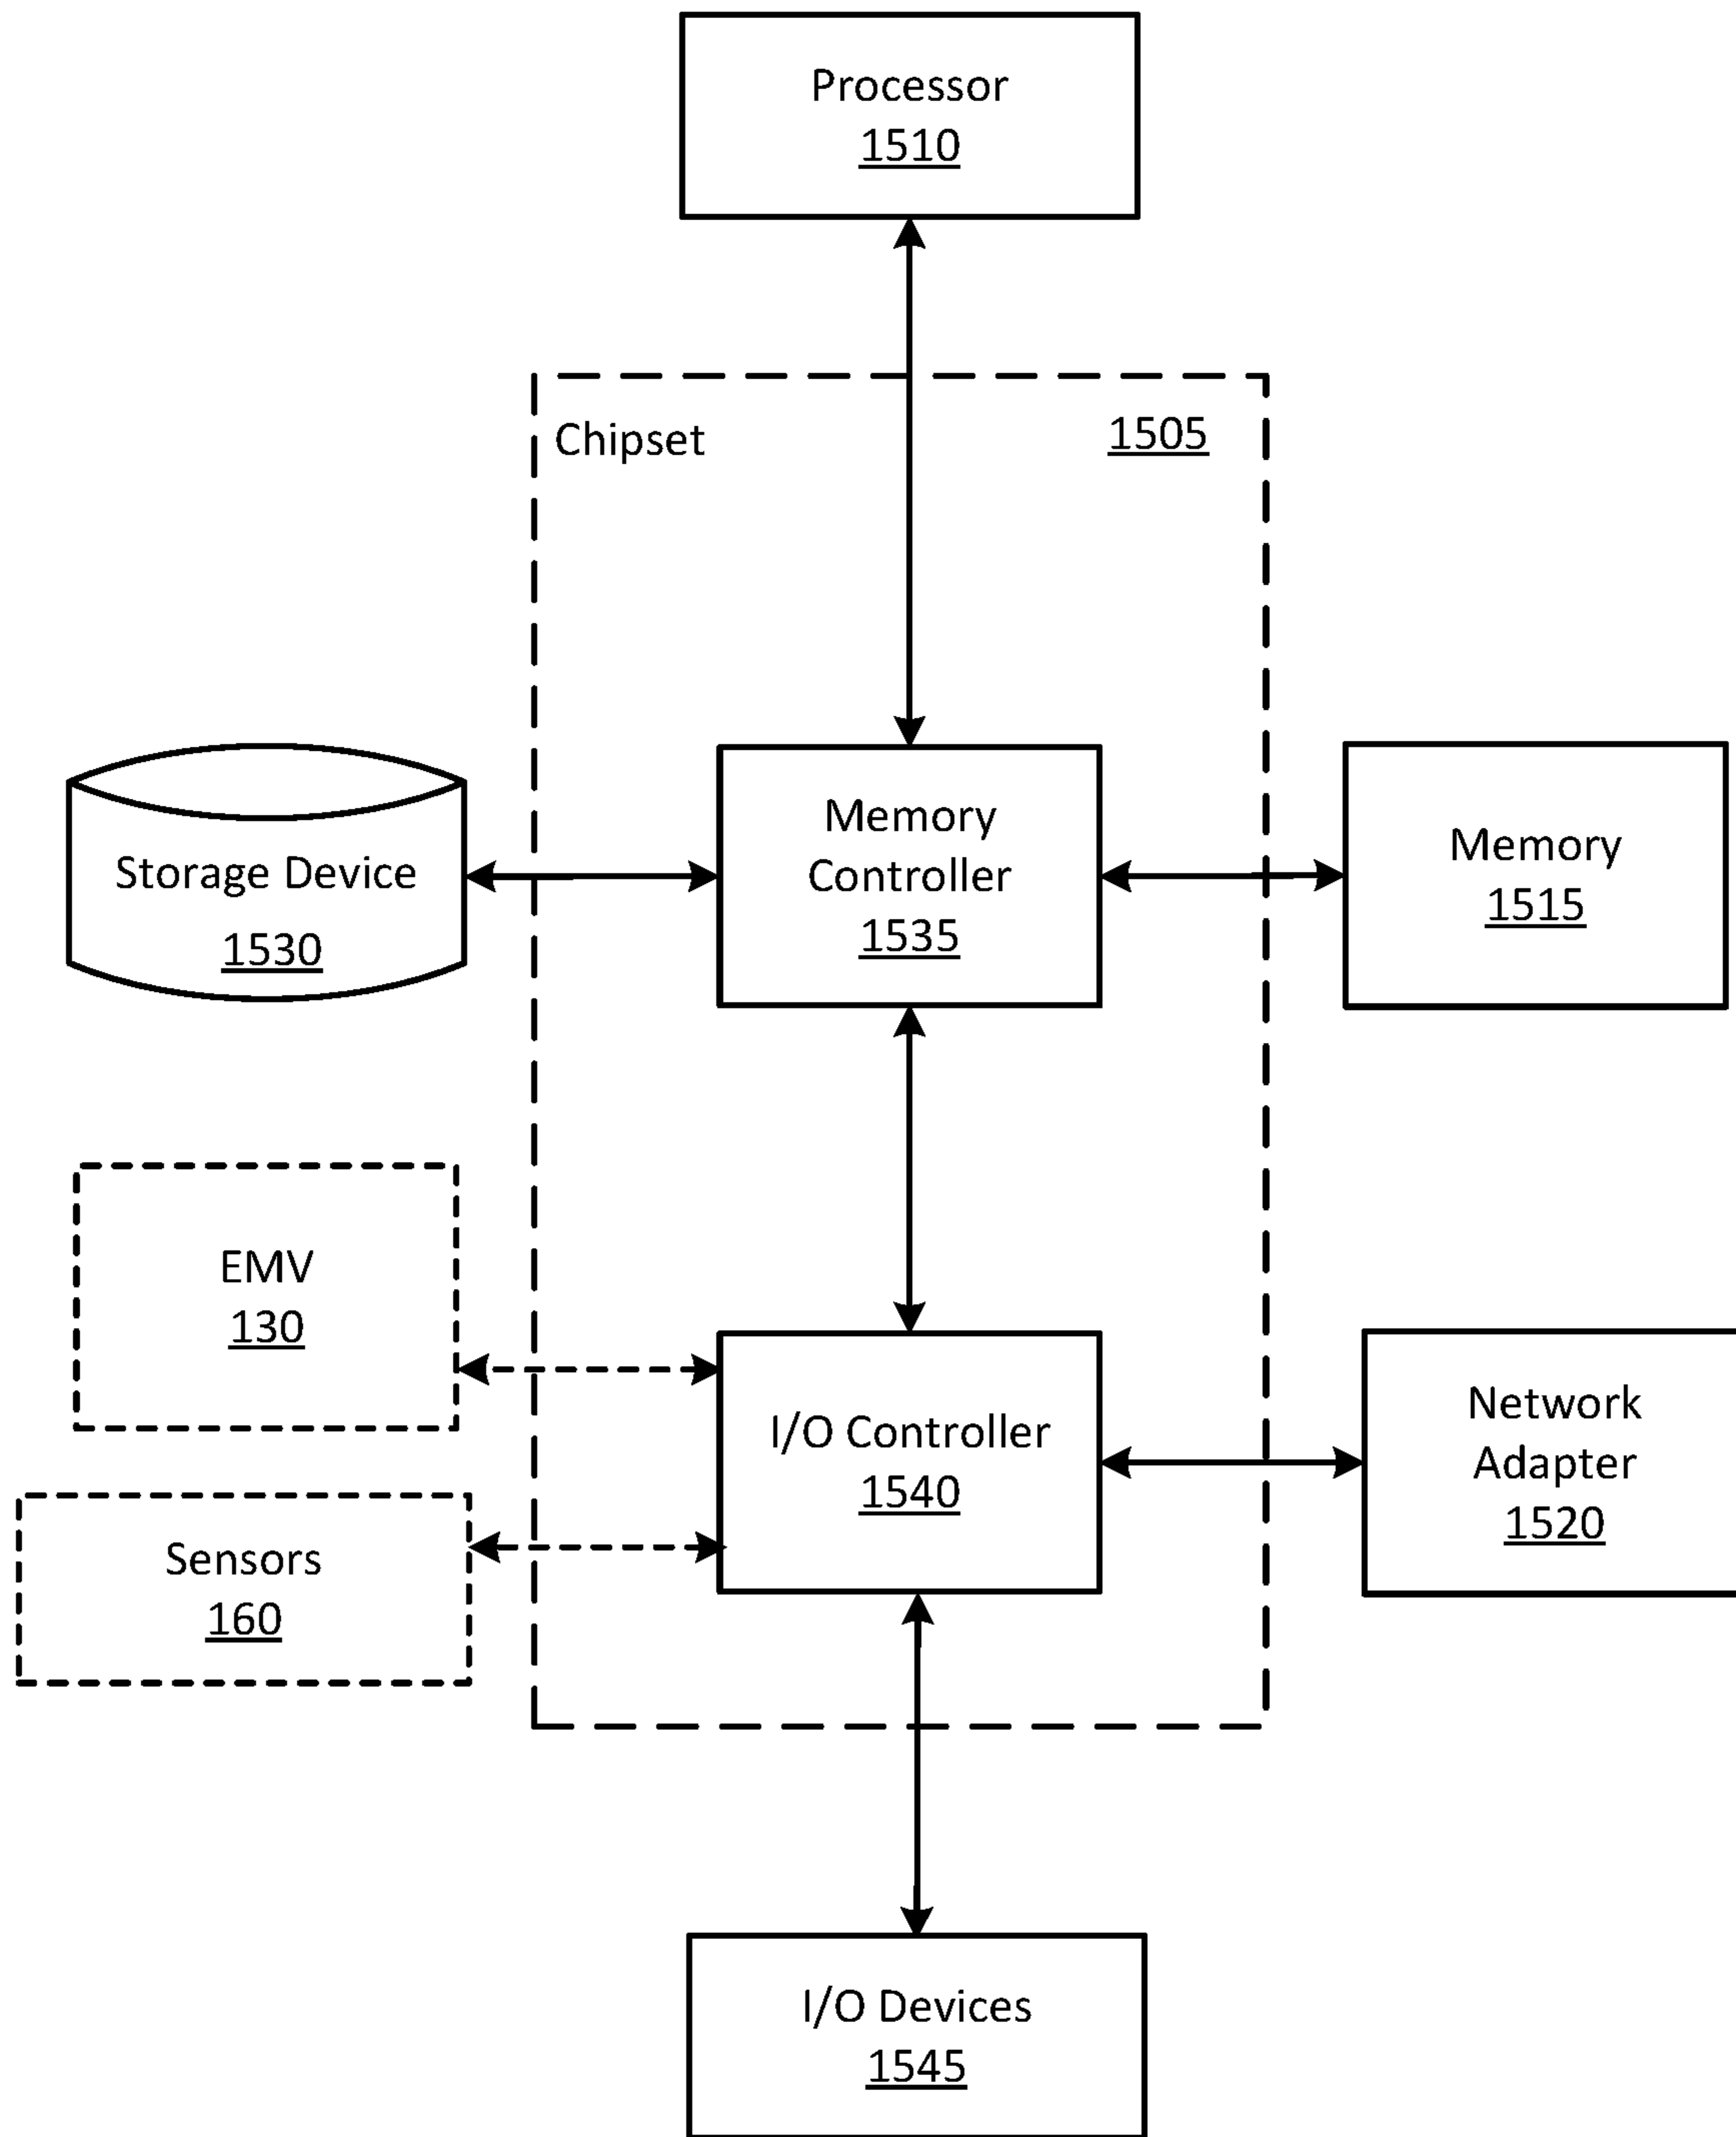 Processor
1510
Chipset
1505
Storage Device
1530
Memory
Controller
1535
Memory
1515
EMV
130
Sensors
160
I/O Controller
1540
Network
Adapter
1520
I/O Devices
1545